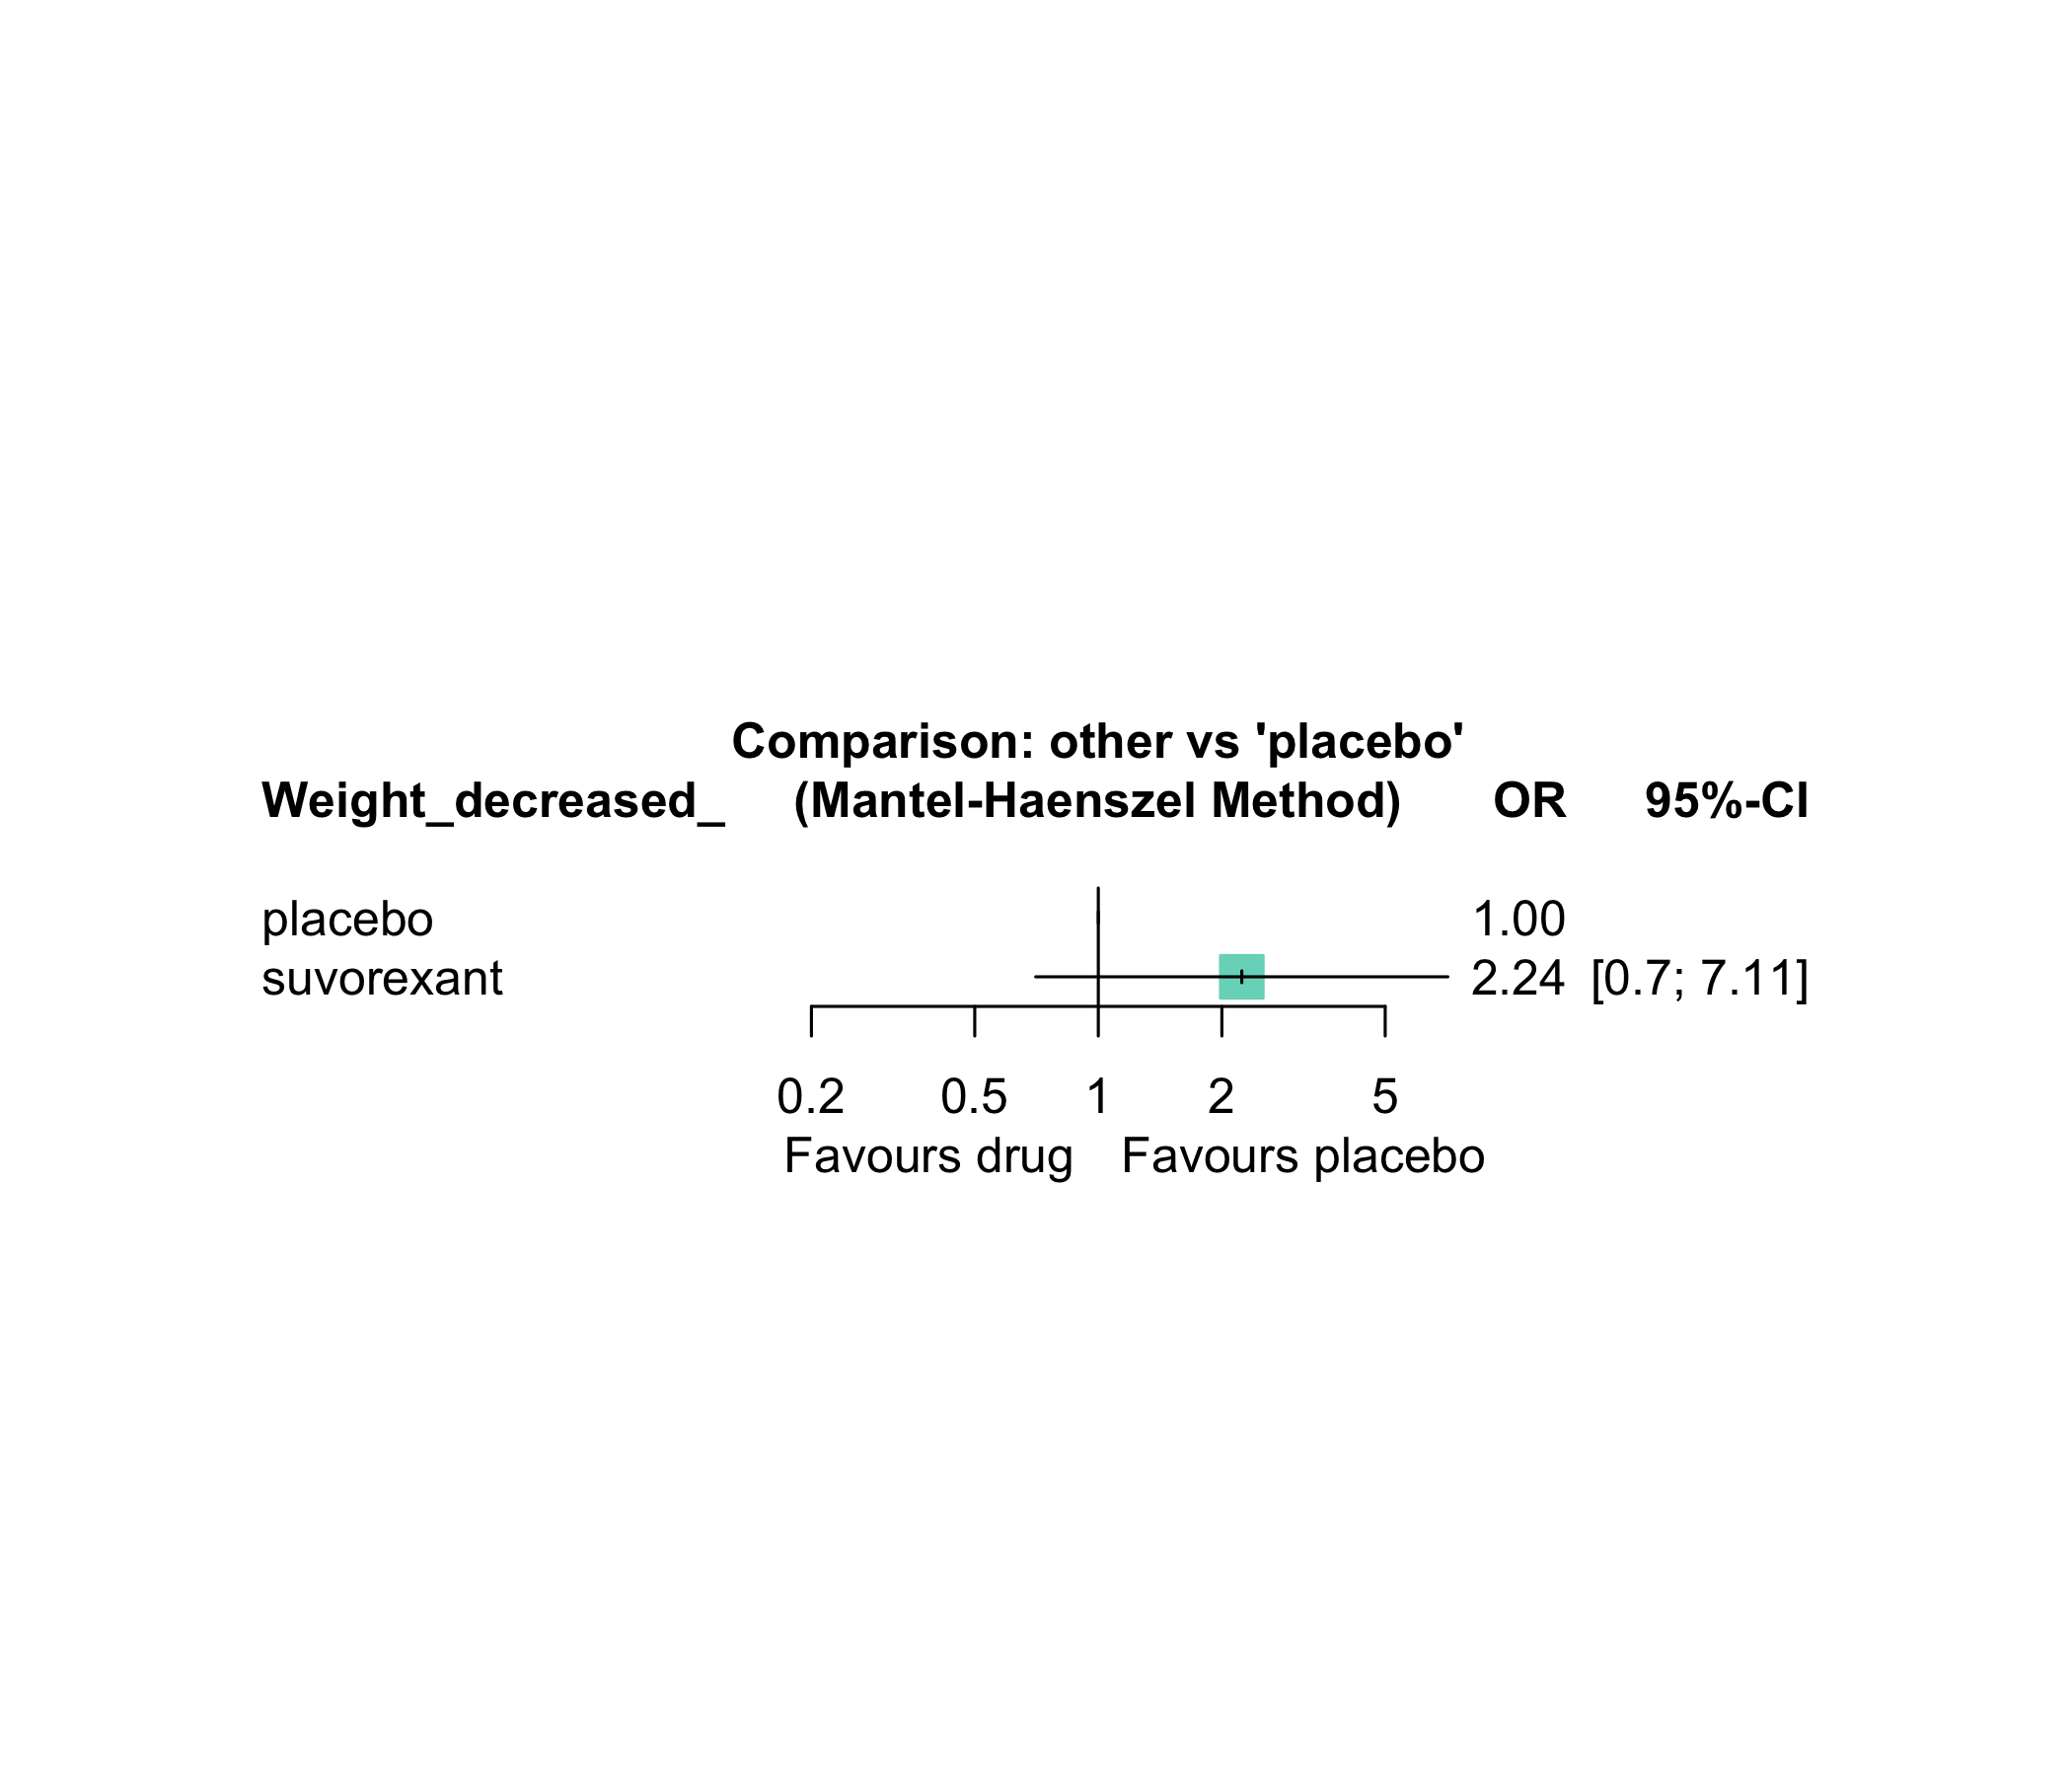 Comparison: other vs 'placebo'
Weight_decreased_ (Mantel-Haenszel Method) OR 95%-CI
placebo 1.00
suvorexant 2.24 [0.7; 7.11]
0.2 0.5 1 2 5
Favours drug Favours placebo